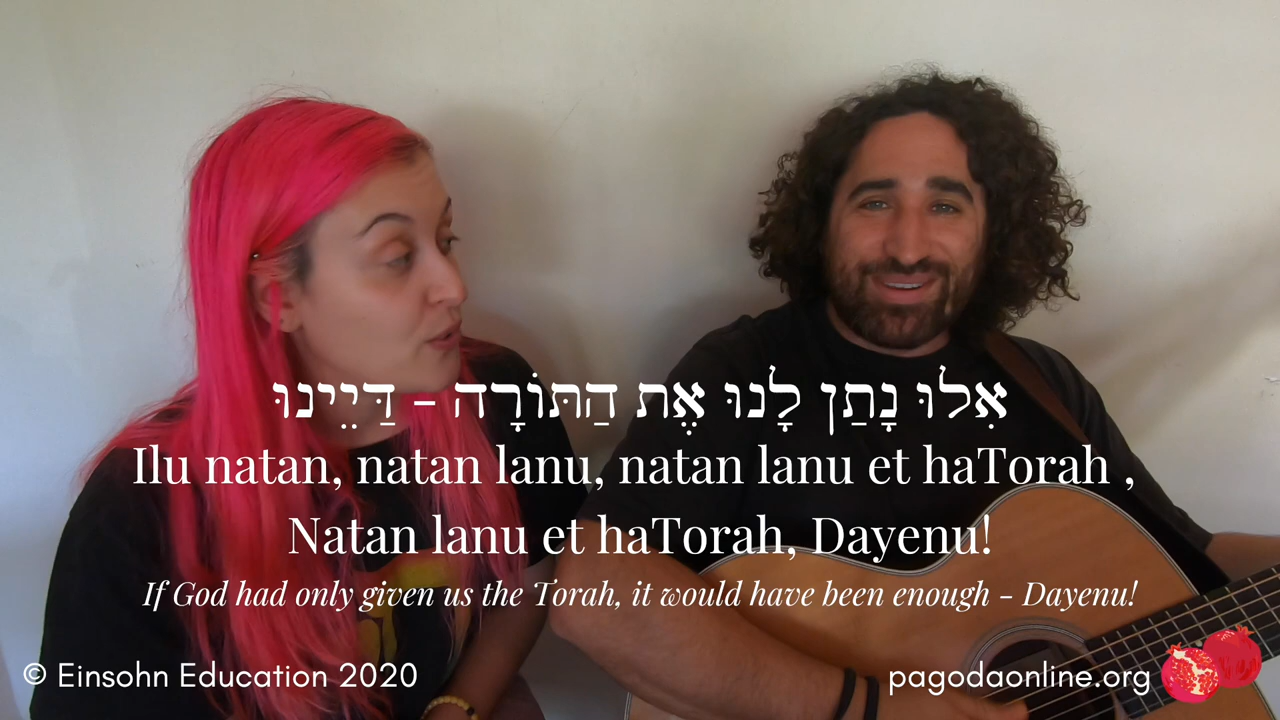 אִלּוּ נָתַן לָנוּ אֶת הַתּוֹרָה - דַּיֵּינוּ
Ilu natan, natan lanu, natan lanu et haTorah ,
Natan lanu et haTorah, Dayenu!
If God had only given us the Torah, it would have been enough - Dayenu!
© Einsohn Education 2020
pagodaonline.org